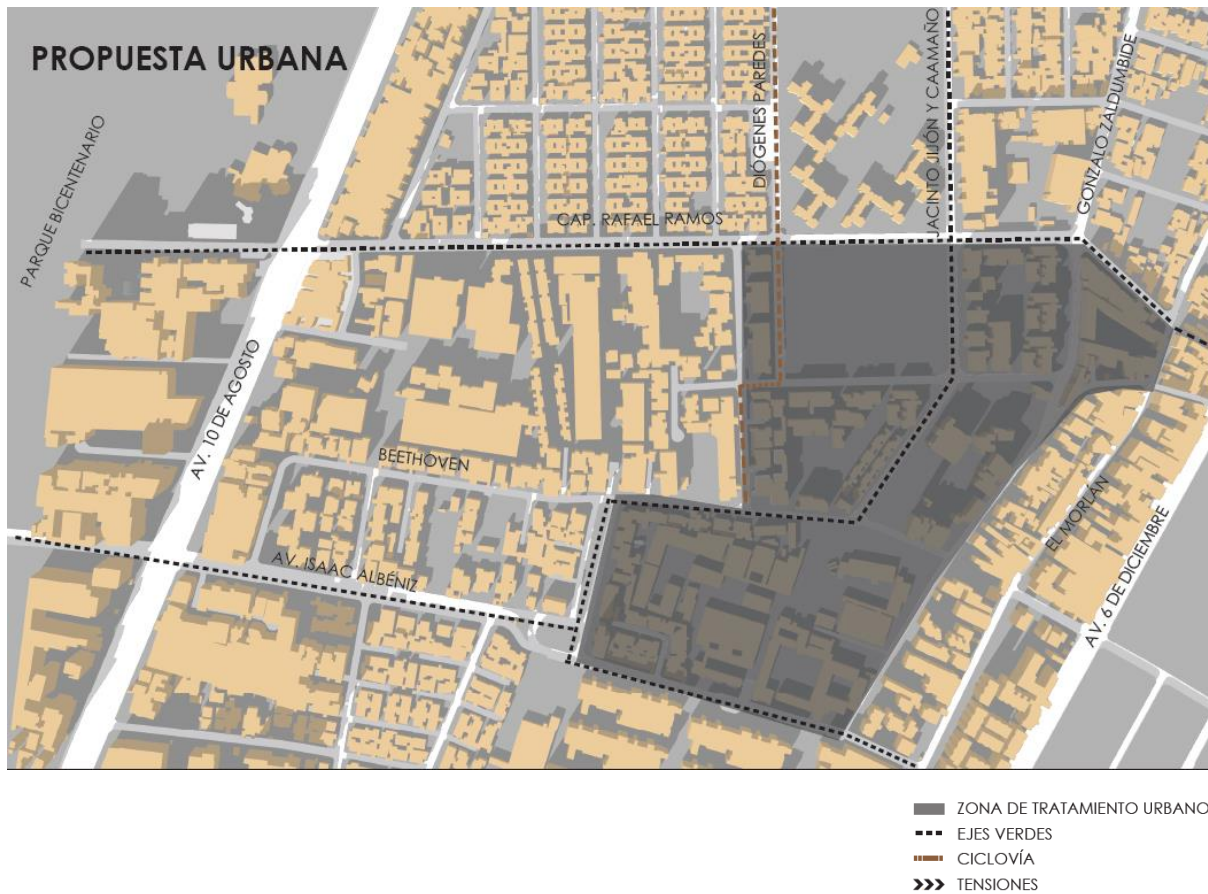 PROPUESTA URBANA
PARQUE BICENTENARIO
DIÓGENES PAREDES
JACINTO JIJÓN Y CAAMAÑO
GONZALO ZALDUMBIDE
CAP. RAFAEL RAMOS
AV. 10 DE AGOSTO
BEETHOVEN
AV. ISAAC ALBÉNIZ
EL MORLÁN
AV. 6 DE DICIEMBRE
ZONA DE TRATAMIENTO URBANO
EJES VERDES
CICLOVÍA
TENSIONES